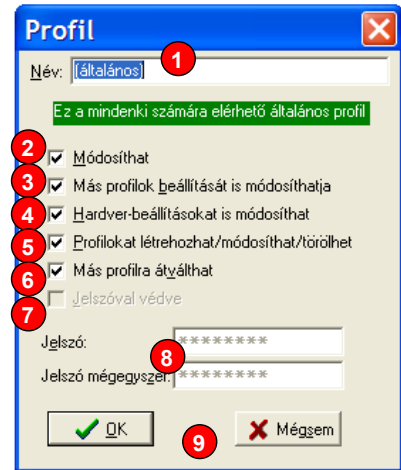 Profil
1
Név: (általános)
Ez a mindenki számára elérhető általános profil
2
Módosíthat
3
Más profilok beállítását is módosíthatja
4
Hardver-beállításokat is módosíthat
5
Profilokat létrehozhat/módosíthat/törölhet
6
Más profilra átválthat
7
Jelszóval védve
Jelszó: ********
8
Jelszó mégegyszer: ********
OK
9
Mégsem